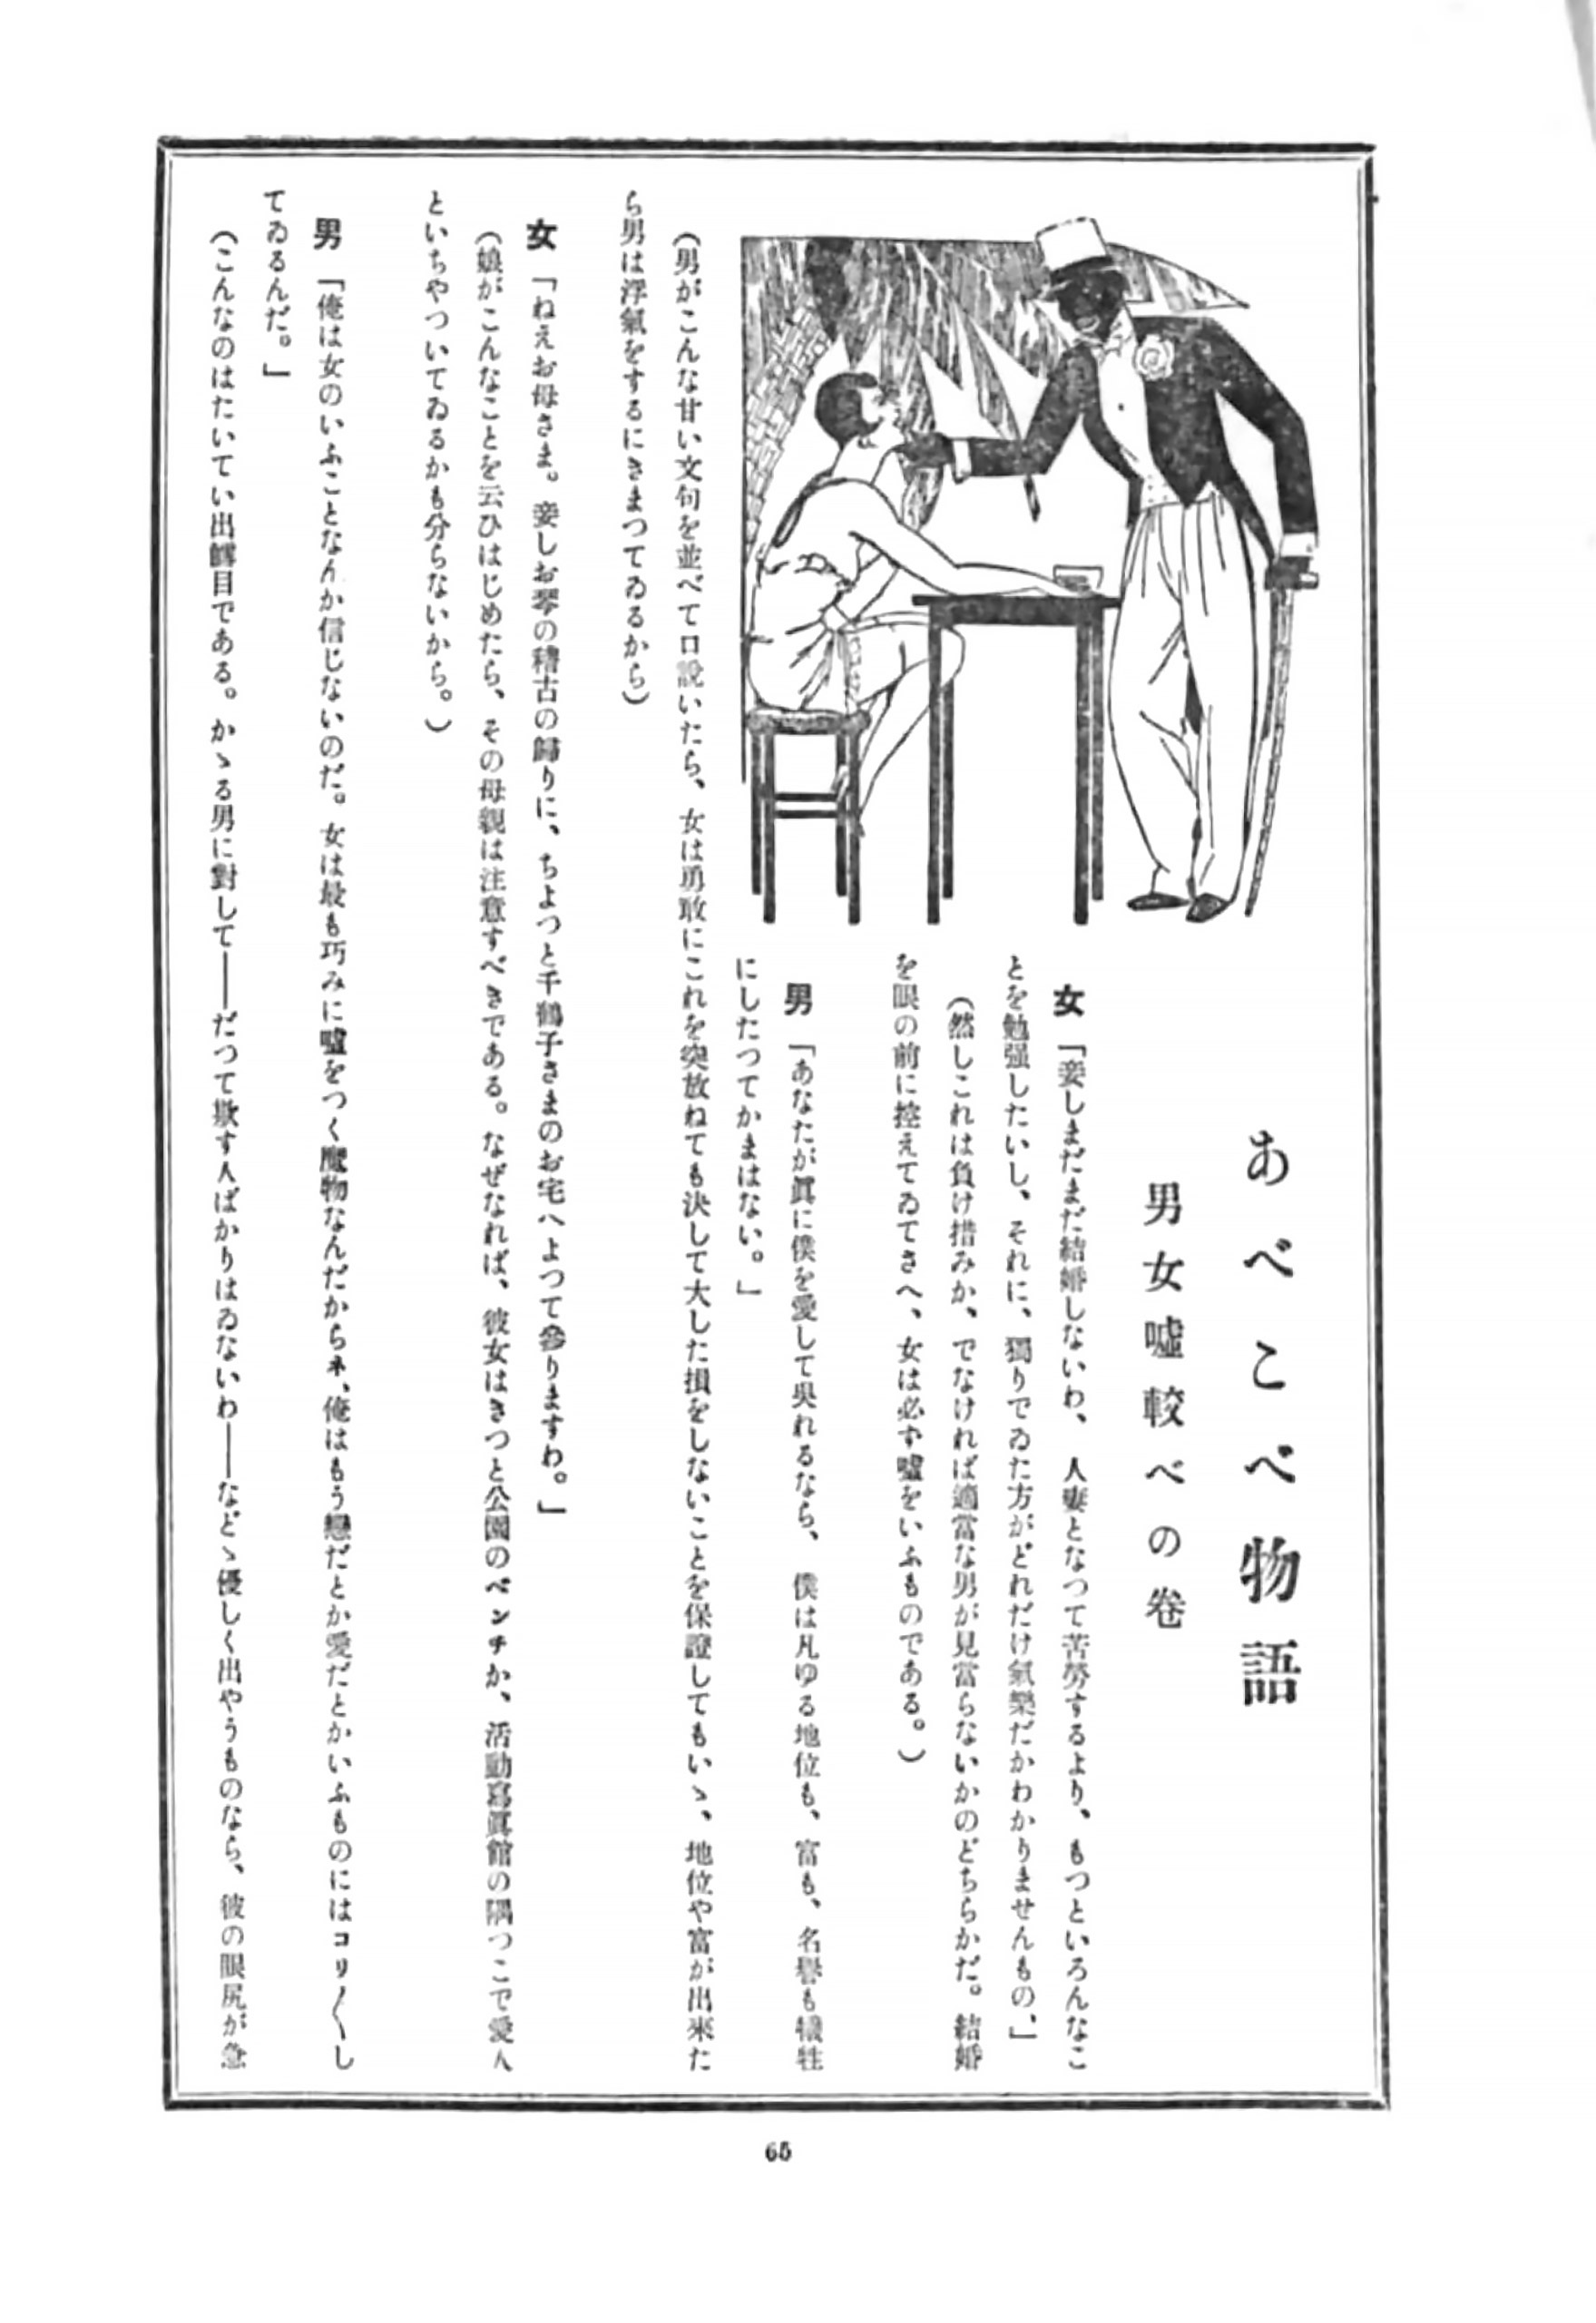 あべこべ物語
男女嘘較べの卷
女「妾しまだまだ結婚しないわ、人妻となつて苦勞するより、もつといろんなこ
とを勉强したいし、それに、獨りでゐた方がどれだけ氣樂だかわかりませんもの、」
（然しこれは負け措みか、でなければ適當な男が見當らないかのどちらかだ。結婚
を眼の前に控えてゐてさへ、女は必ず嘘をいふものである。）
男「あなたが眞に僕を愛して吳れるなら、僕は凡ゆる地位も、富も、名譽も犧牲
にしたつてかまはない。」
（男がこんな甘い文句を並べて口說いたら、女は勇敢にこれを突放ねても決して大した損をしないことを保證してもいゝ、地位や富が出來た
ら男は浮氣をするにきまつてゐるから）
女「ねえお母さま。妾しお琴の稽古の歸りに、ちよつと千鶴子さまのお宅へよつて參りますわ。」
（娘がこんなことを云ひはじめたら、その母親は注意すべきである。なぜなれば、彼女はきつと公園のベンチか、活動寫眞館の隅つこで愛人
といちやついてゐるかも分らないから。）
男「俺は女のいふことなんか信じないのだ。女は最も巧みに嘘をつく魔物なんだからネ、俺はもう戀だとか愛だとかいふものにはコリ〱し
てゐるんだ。」
（こんなのはたいてい出鱈目である。かゝる男に對して――だつて欺す人ばかりはゐないわ――などゝ優しく出やうものなら、彼の眼尻が急
65